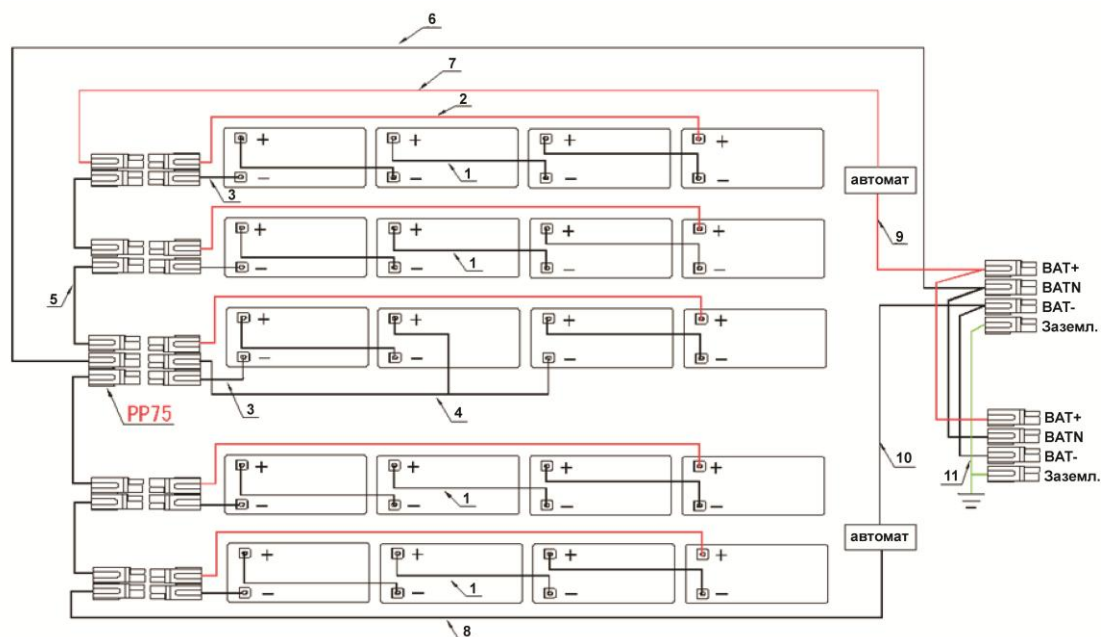 6
7
2
+ + + +
− − − −
1
3
автомат
9
+ + + +
− − − −
1
5
BAT+
BATN
BAT-
Заземл.
+ + + +
− − − −
3
4
PP75
BAT+
BATN
BAT-
Заземл.
10
11
+ + + +
− − − −
1
автомат
+ + + +
− − − −
1
8